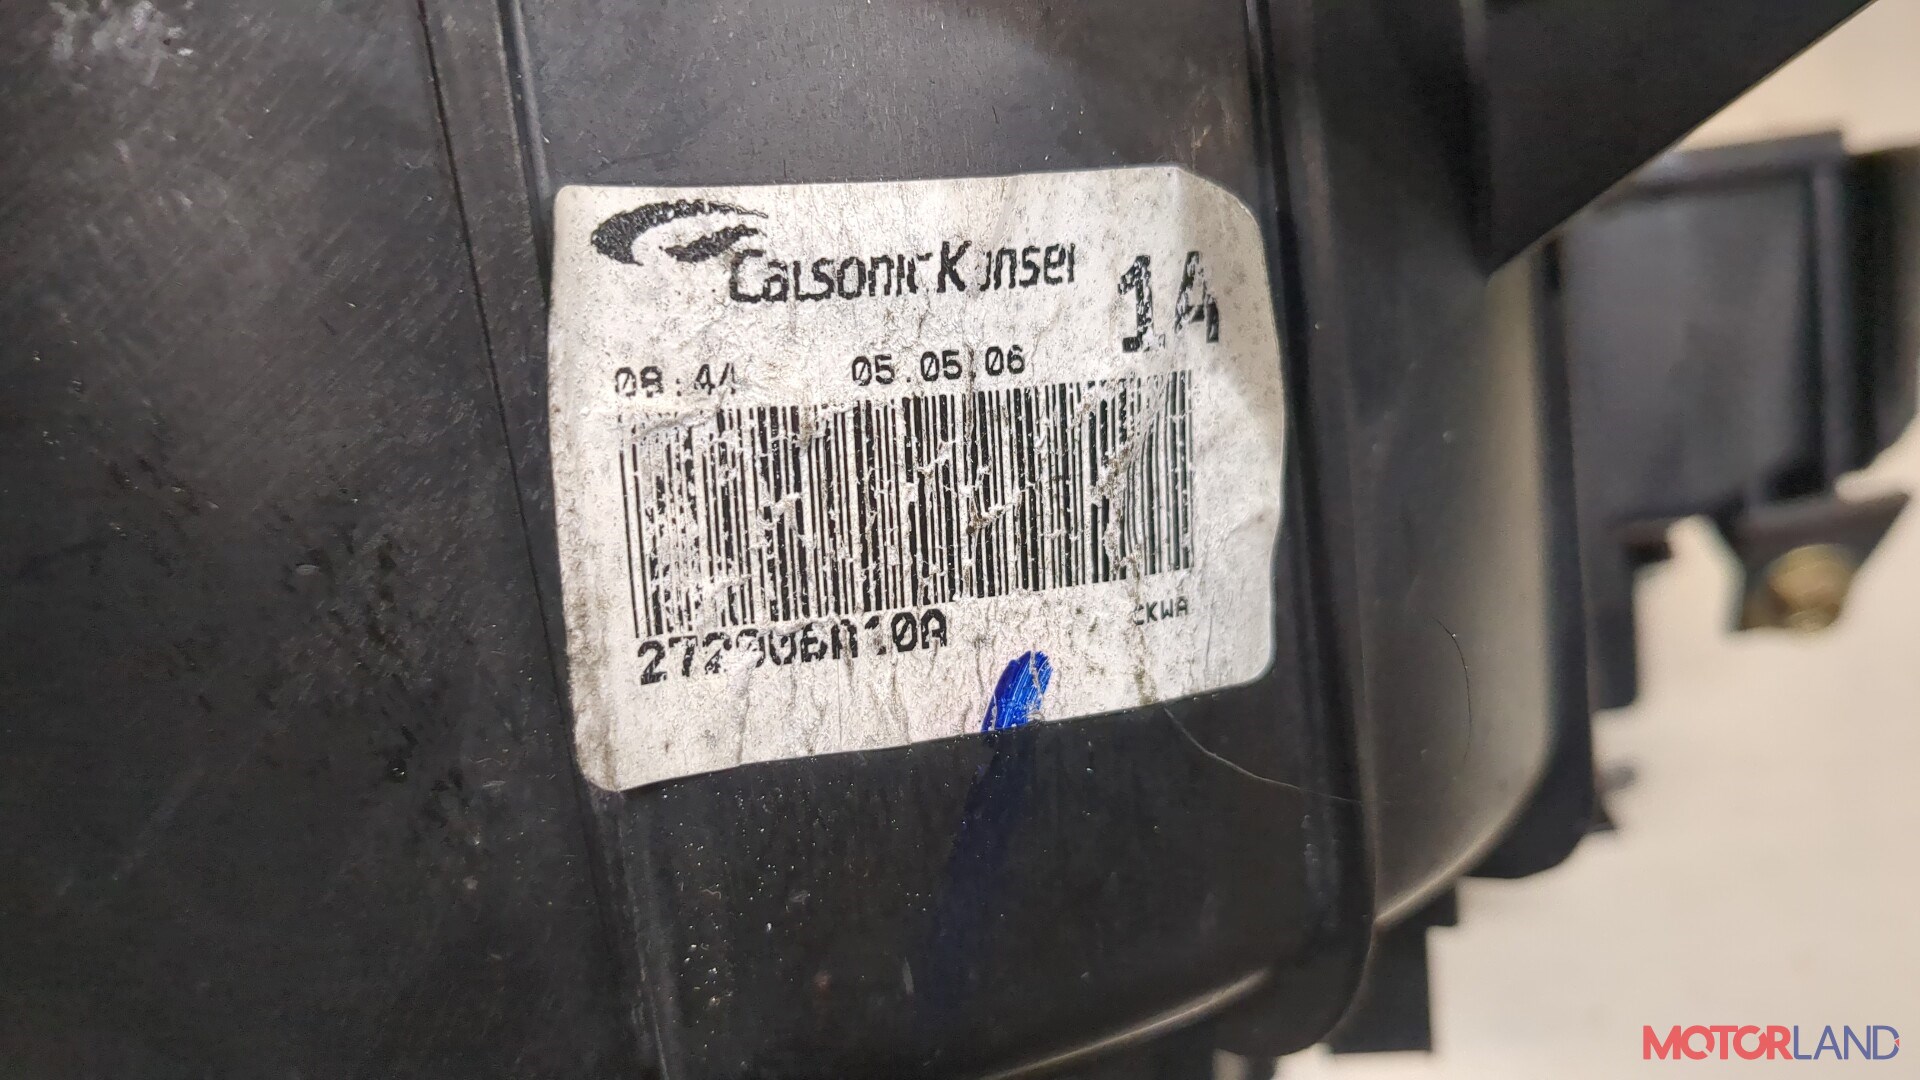 Calsonic Kansei
14
08:44 05.05.06
CKWA
MOTORLAND